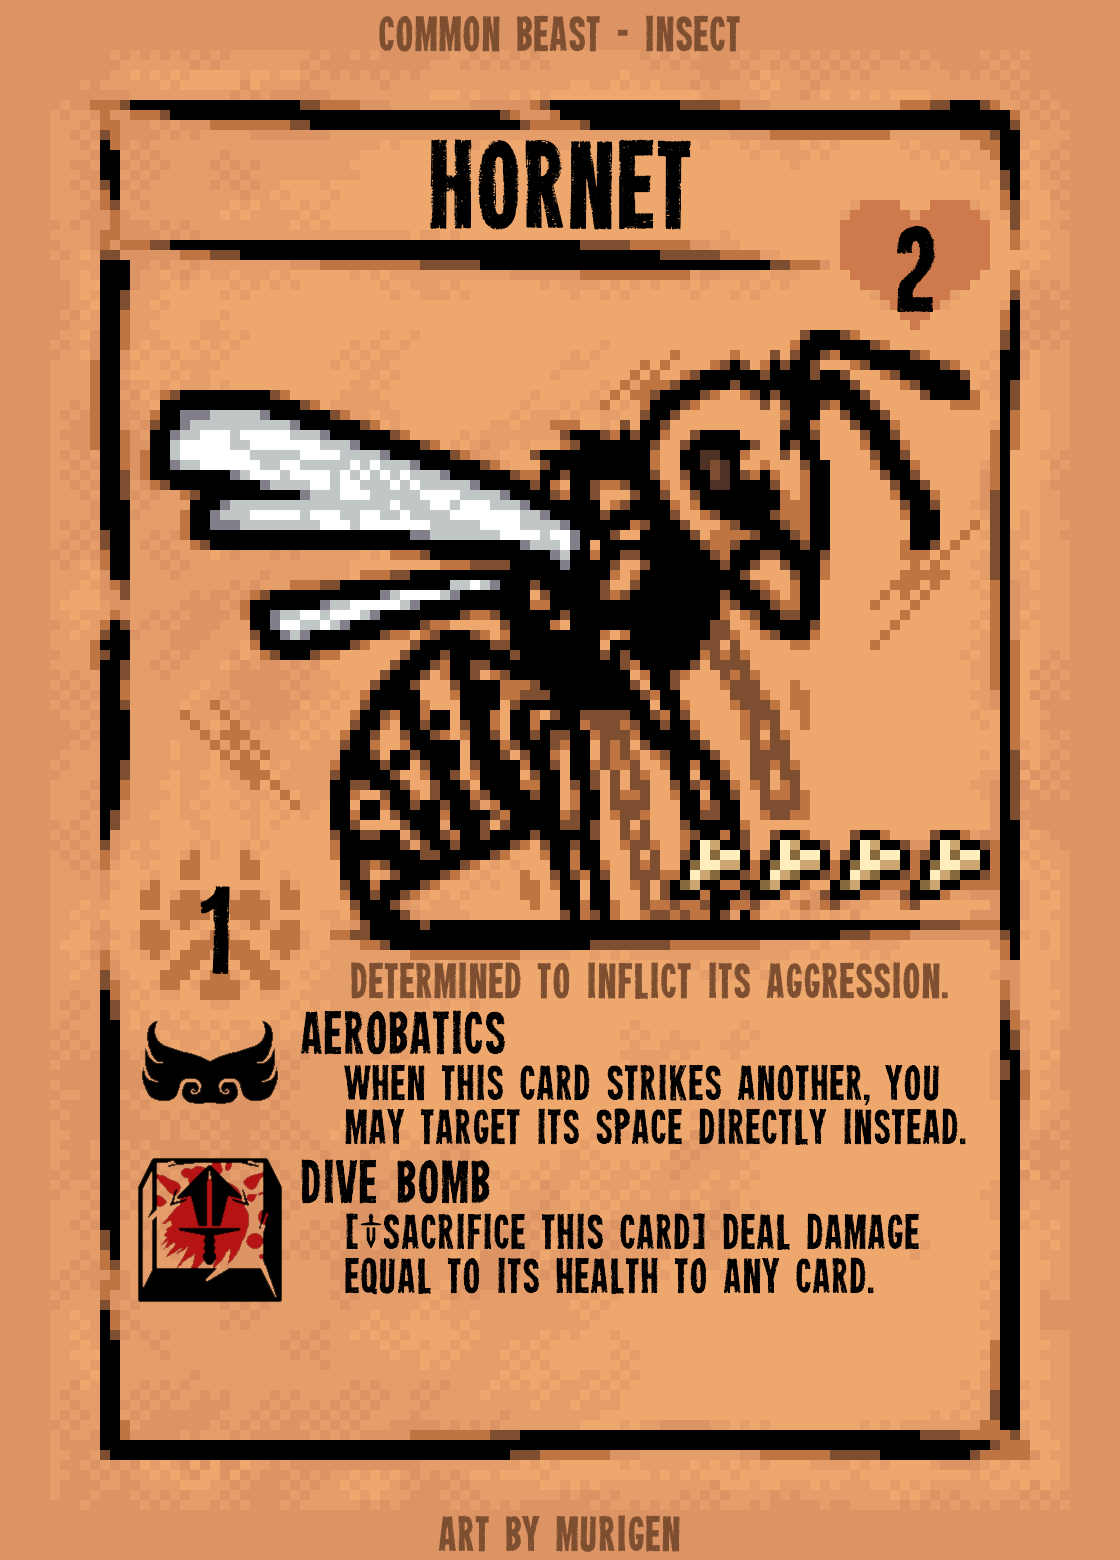 COMMON BEAST - INSECT
HORNET
2
1
DETERMINED TO INFLICT ITS AGGRESSION.
AEROBATICS
WHEN THIS CARD STRIKES ANOTHER, YOU
MAY TARGET ITS SPACE DIRECTLY INSTEAD.
DIVE BOMB
[SACRIFICE THIS CARD] DEAL DAMAGE
EQUAL TO ITS HEALTH TO ANY CARD.
ART BY MURIGEN